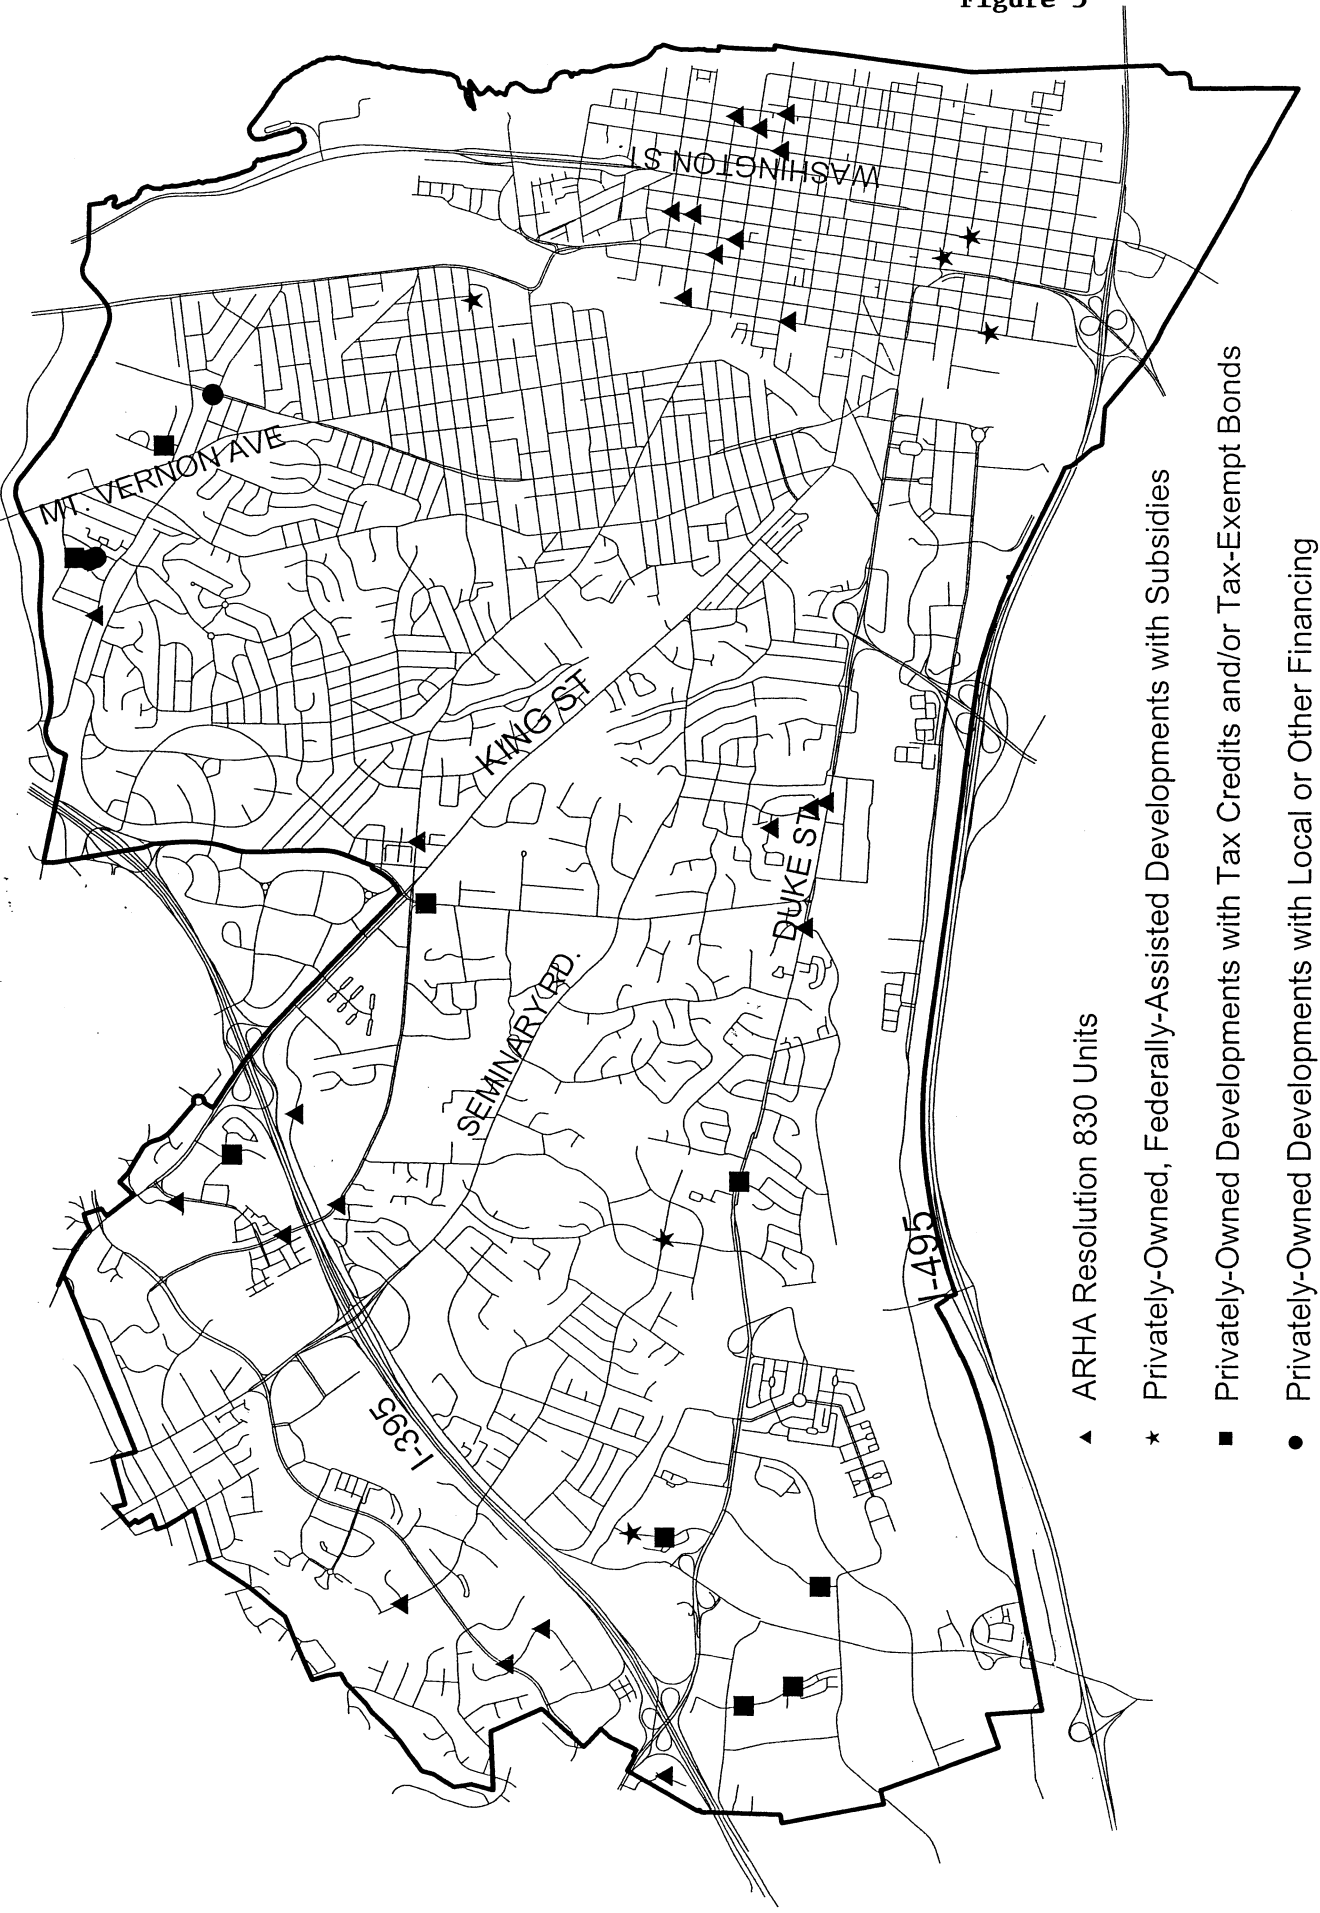 Figure 5
WASHINGTON ST.
MT. VERNON AVE
KING ST
DUKE ST
SEMINARY RD.
I-395
I-495
ARHA Resolution 830 Units
Privately-Owned, Federally-Assisted Developments with Subsidies
Privately-Owned Developments with Tax Credits and/or Tax-Exempt Bonds
Privately-Owned Developments with Local or Other Financing